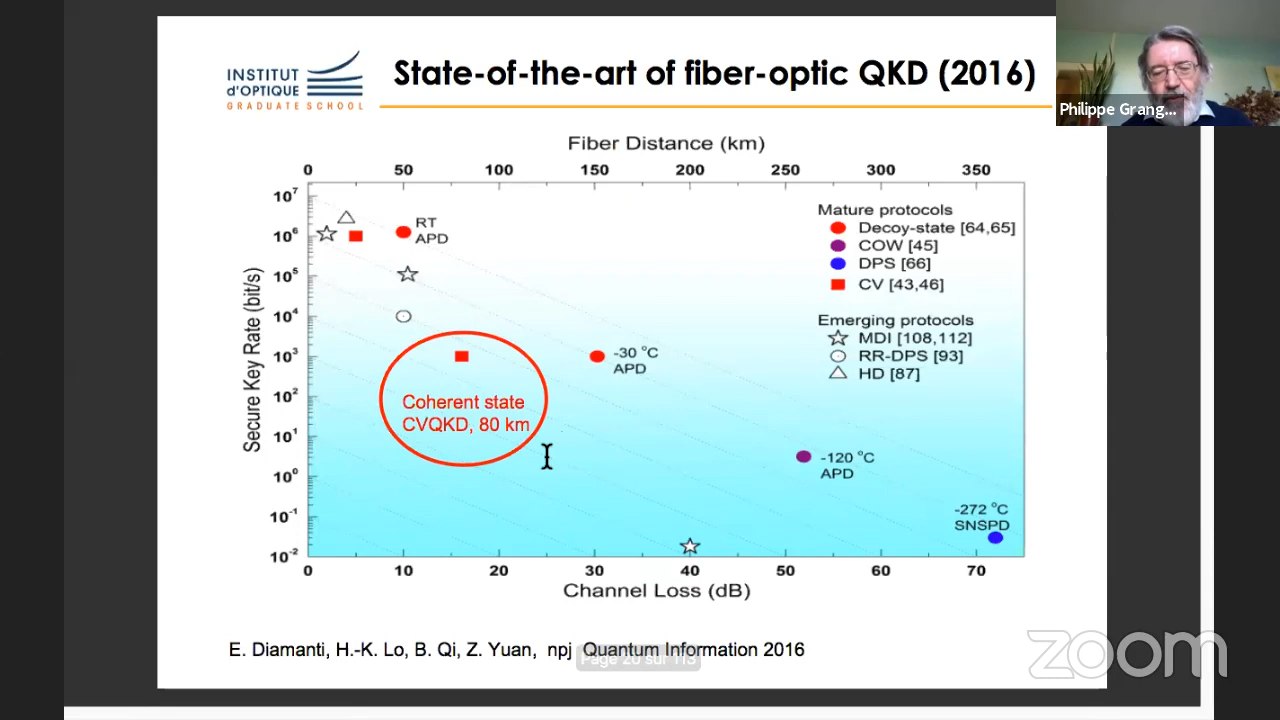 INSTITUT
d'OPTIQUE
GRADUATE SCHOOL
State-of-the-art of fiber-optic QKD (2016)
Philippe Grang...
Fiber Distance (km)
0 50 100 150 200 250 300 350
Secure Key Rate (bit/s)
10⁷
10⁶
10⁵
10⁴
10³
10²
10¹
10⁰
10⁻¹
10⁻²
RT
APD
-30 °C
APD
Coherent state
CVQKD, 80 km
-120 °C
APD
-272 °C
SNSPD
Mature protocols
Decoy-state [64,65]
COW [45]
DPS [66]
CV [43,46]
Emerging protocols
MDI [108,112]
RR-DPS [93]
HD [87]
0 10 20 30 40 50 60 70
Channel Loss (dB)
E. Diamanti, H.-K. Lo, B. Qi, Z. Yuan, npj Quantum Information 2016
Page 20 sur 113
zoom